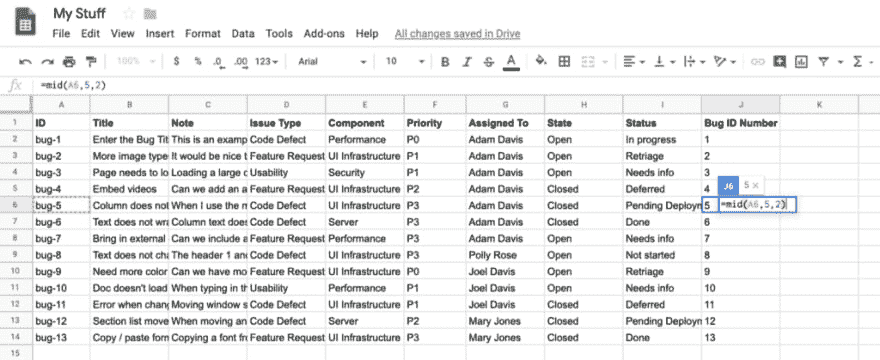 My Stuff
File Edit View Insert Format Data Tools Add-ons Help All changes saved in Drive
100% $ % .0 .00 123 Arial 10 B I S A
fx =mid(A6,5,2)
A B C D E F G H I J K
1 ID Title Note Issue Type Component Priority Assigned To State Status Bug ID Number
2 bug-1 Enter the Bug Tit This is an examp Code Defect Performance P0 Adam Davis Open In progress 1
3 bug-2 More image type It would be nice t Feature Request UI Infrastructure P1 Adam Davis Open Retriage 2
4 bug-3 Page needs to lo Loading a large c Usability Security P1 Adam Davis Open Needs info 3
5 bug-4 Embed videos Can we add an a Feature Request UI Infrastructure P2 Adam Davis Closed Deferred 4 J6 5 ×
6 bug-5 Column does not When I use the m Code Defect UI Infrastructure P3 Adam Davis Closed Pending Deploym 5 =mid(A6,5,2)
7 bug-6 Text does not wra Column text does Code Defect Server P3 Adam Davis Closed Done 6
8 bug-7 Bring in external Can we include a Feature Request Performance P3 Adam Davis Open Needs info 7
9 bug-8 Text does not cha The header 1 and Code Defect UI Infrastructure P3 Polly Rose Open Not started 8
10 bug-9 Need more color Can we have mo Feature Request UI Infrastructure P1 Joel Davis Open Retriage 9
11 bug-10 Doc doesn't load When typing in th Usability Performance P1 Joel Davis Open Needs info 10
12 bug-11 Error when chang Moving window s Code Defect UI Infrastructure P1 Joel Davis Closed Deferred 11
13 bug-12 Section list move When moving an Code Defect Server P2 Mary Jones Closed Pending Deploym 12
14 bug-13 Copy / paste form Copying a font fr Feature Request UI Infrastructure P3 Mary Jones Closed Done 13
15